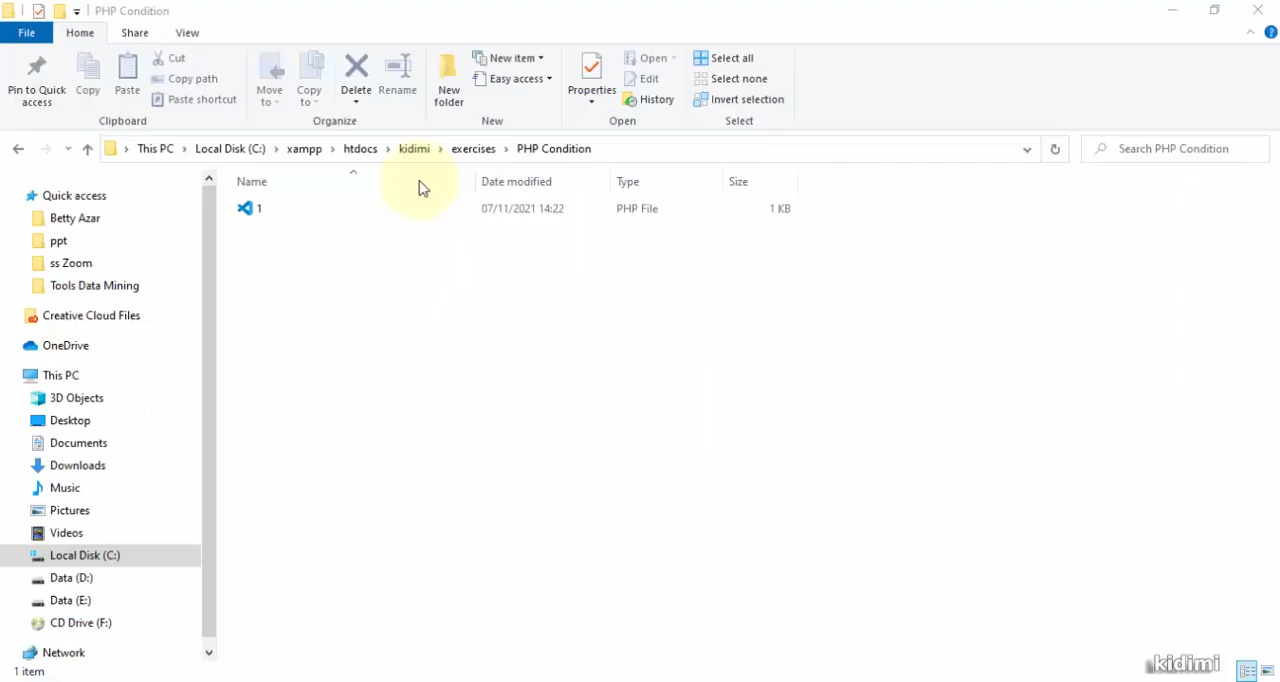 PHP Condition
File Home Share View
Pin to Quick access
Copy
Paste
Cut
Copy path
Paste shortcut
Clipboard
Move to
Copy to
Delete
Rename
Organize
New folder
New item
Easy access
New
Properties
Open
Edit
History
Open
Select all
Select none
Invert selection
Select
This PC › Local Disk (C:) › xampp › htdocs › kidimi › exercises › PHP Condition
Search PHP Condition
Name Date modified Type Size
1 07/11/2021 14:22 PHP File 1 KB
Quick access
Betty Azar
ppt
ss Zoom
Tools Data Mining
Creative Cloud Files
OneDrive
This PC
3D Objects
Desktop
Documents
Downloads
Music
Pictures
Videos
Local Disk (C:)
Data (D:)
Data (E:)
CD Drive (F:)
Network
1 item
kidimi